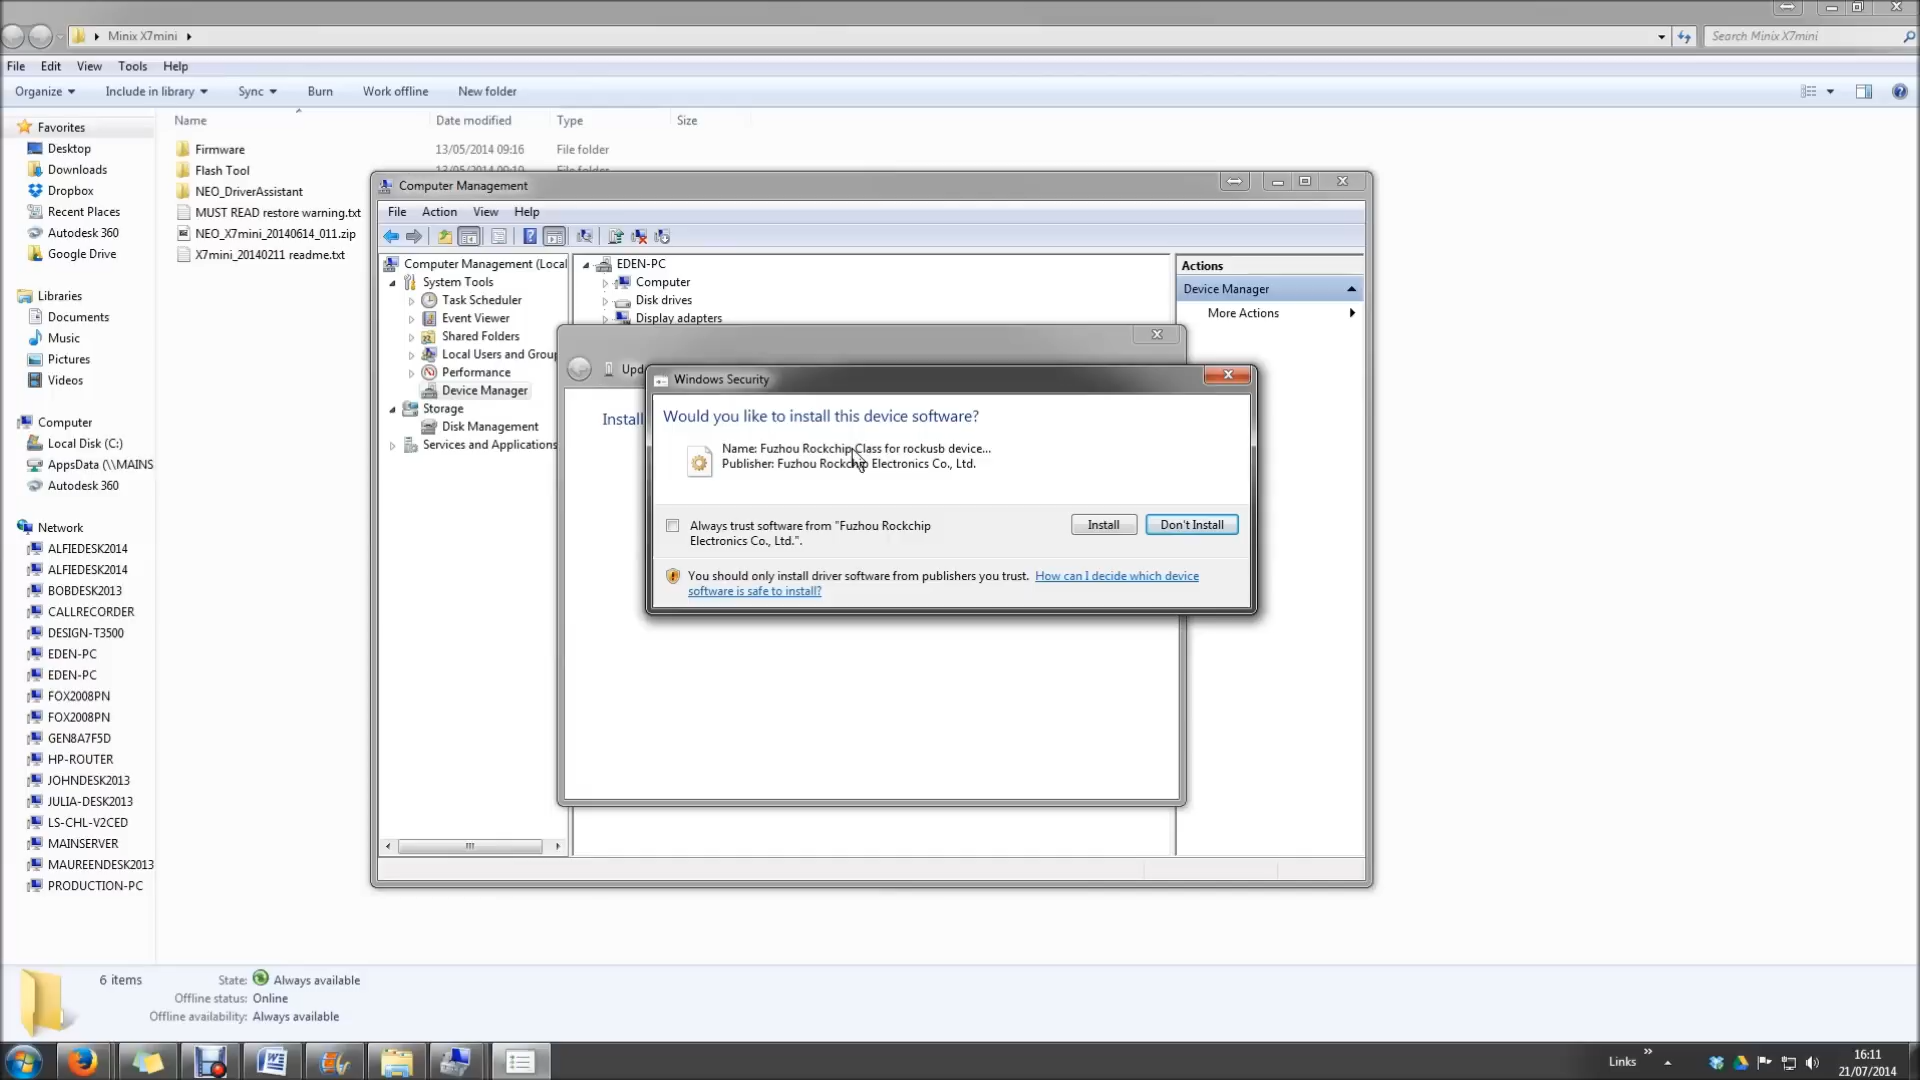 Minix X7mini
Search Minix X7mini
File Edit View Tools Help
Organize Include in library Sync Burn Work offline New folder
Name Date modified Type Size
Favorites
Desktop
Downloads
Dropbox
Recent Places
Autodesk 360
Google Drive
Libraries
Documents
Music
Pictures
Videos
Computer
Local Disk (C:)
AppsData (\\MAINS
Autodesk 360
Network
ALFIEDESK2014
ALFIEDESK2014
BOBDESK2013
CALLRECORDER
DESIGN-T3500
EDEN-PC
EDEN-PC
FOX2008PN
FOX2008PN
GEN8A7F5D
HP-ROUTER
JOHNDESK2013
JULIA-DESK2013
LS-CHL-V2CED
MAINSERVER
MAUREENDESK2013
PRODUCTION-PC
Firmware 13/05/2014 09:16 File folder
Flash Tool
NEO_DriverAssistant
MUST READ restore warning.txt
NEO_X7mini_20140614_011.zip
X7mini_20140211 readme.txt
Computer Management
File Action View Help
Computer Management (Local
System Tools
Task Scheduler
Event Viewer
Shared Folders
Local Users and Grou
Performance
Device Manager
Storage
Disk Management
Services and Applications
EDEN-PC
Computer
Disk drives
Display adapters
Actions
Device Manager
More Actions
Upd
Install
Windows Security
Would you like to install this device software?
Name: Fuzhou Rockchip Class for rockusb device...
Publisher: Fuzhou Rockchip Electronics Co., Ltd.
Always trust software from "Fuzhou Rockchip
Electronics Co., Ltd.".
Install Don't Install
You should only install driver software from publishers you trust. How can I decide which device
software is safe to install?
6 items State: Always available
Offline status: Online
Offline availability: Always available
Links
16:11
21/07/2014